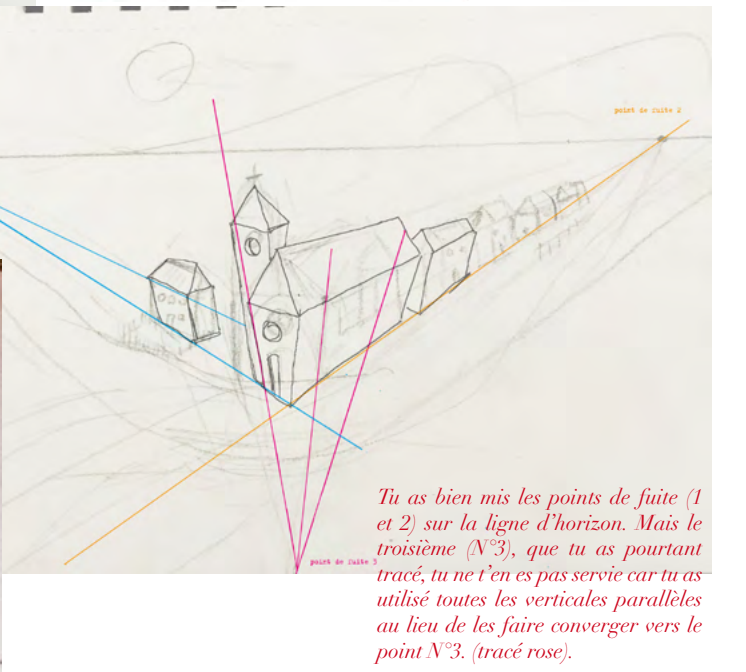 point de fuite 2
point de fuite 3
Tu as bien mis les points de fuite (1
et 2) sur la ligne d'horizon. Mais le
troisième (N°3), que tu as pourtant
tracé, tu ne t'en es pas servie car tu as
utilisé toutes les verticales parallèles
au lieu de les faire converger vers le
point N°3. (tracé rose).